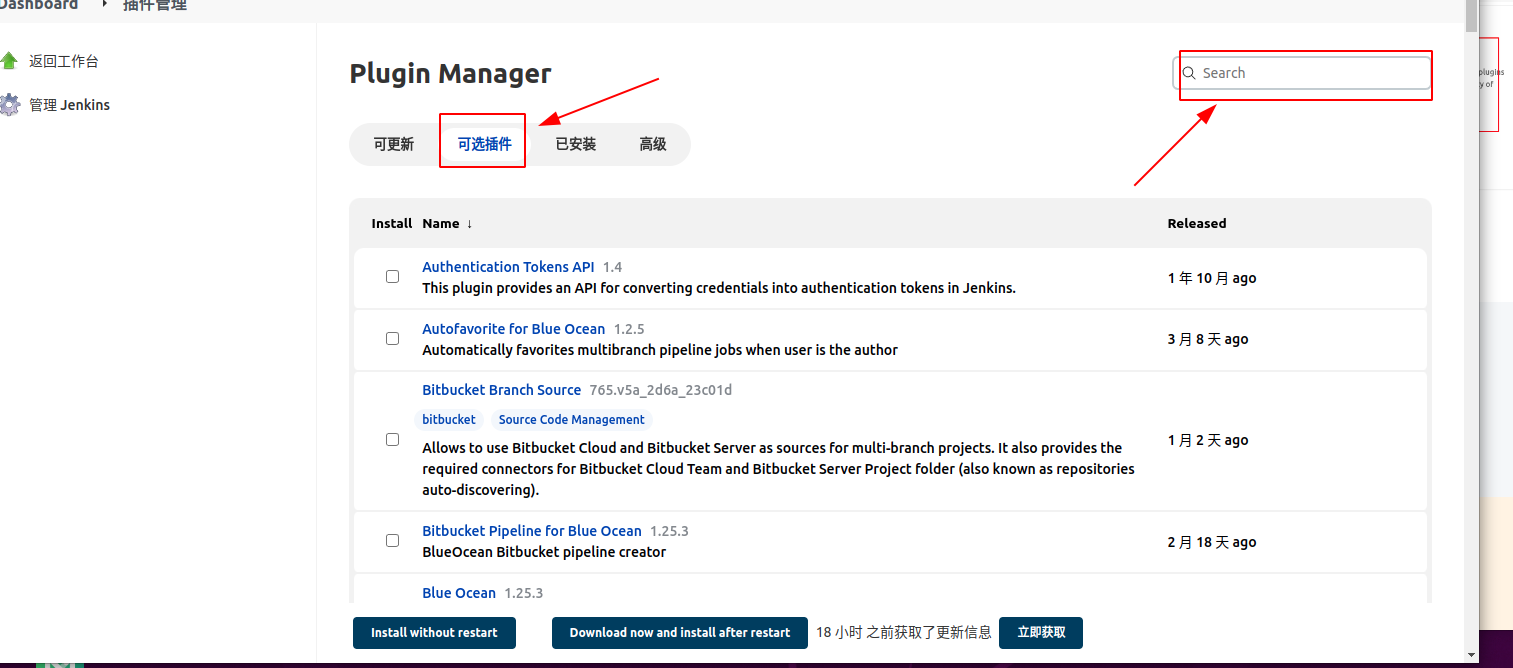 Dashboard 插件管理
返回工作台
管理 Jenkins
Plugin Manager
Search
可更新 可选插件 已安装 高级
Install Name ↓ Released
Authentication Tokens API 1.4
This plugin provides an API for converting credentials into authentication tokens in Jenkins.
1 年 10 月 ago
Autofavorite for Blue Ocean 1.2.5
Automatically favorites multibranch pipeline jobs when user is the author
3 月 8 天 ago
Bitbucket Branch Source 765.v5a_2d6a_23c01d
bitbucket Source Code Management
Allows to use Bitbucket Cloud and Bitbucket Server as sources for multi-branch projects. It also provides the
required connectors for Bitbucket Cloud Team and Bitbucket Server Project folder (also known as repositories
auto-discovering).
1 月 2 天 ago
Bitbucket Pipeline for Blue Ocean 1.25.3
BlueOcean Bitbucket pipeline creator
2 月 18 天 ago
Blue Ocean 1.25.3
Install without restart Download now and install after restart 18 小时 之前获取了更新信息 立即获取
plugins
y of